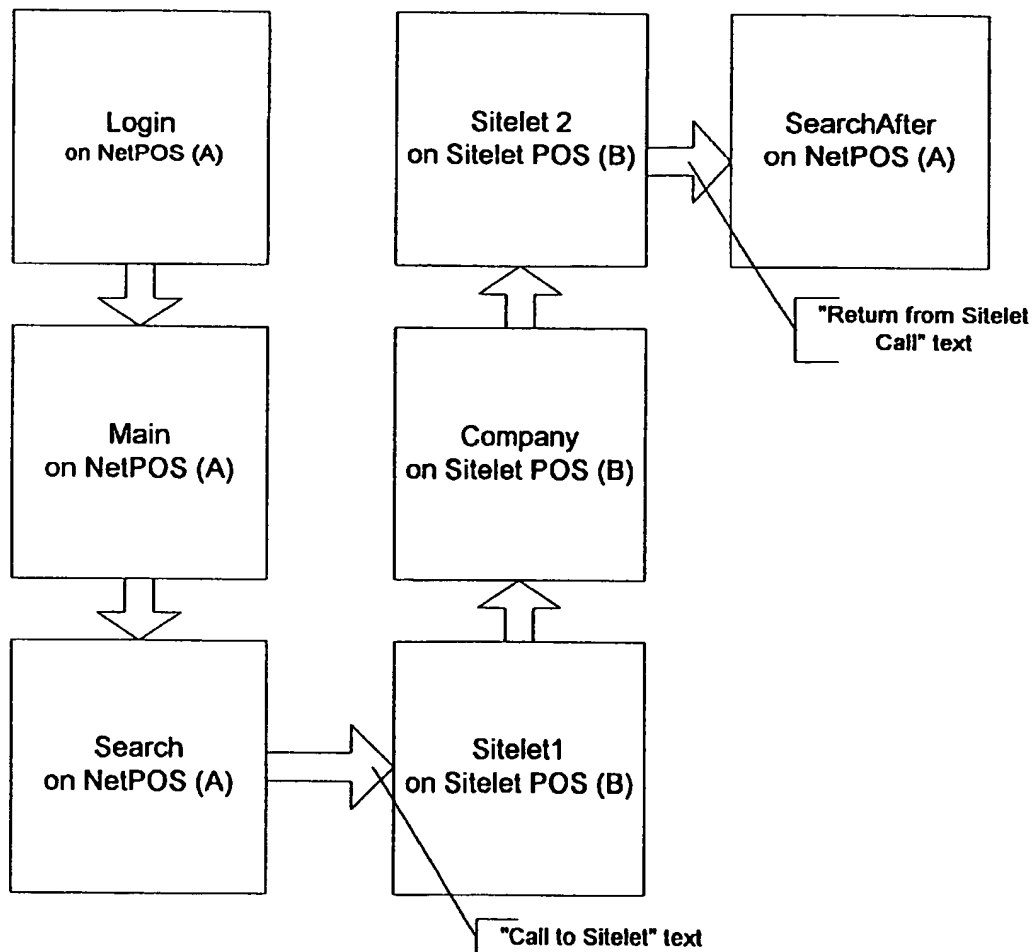 Login
on NetPOS (A)
Main
on NetPOS (A)
Search
on NetPOS (A)
"Call to Sitelet" text
Sitelet1
on Sitelet POS (B)
Company
on Sitelet POS (B)
Sitelet 2
on Sitelet POS (B)
"Return from Sitelet
Call" text
SearchAfter
on NetPOS (A)